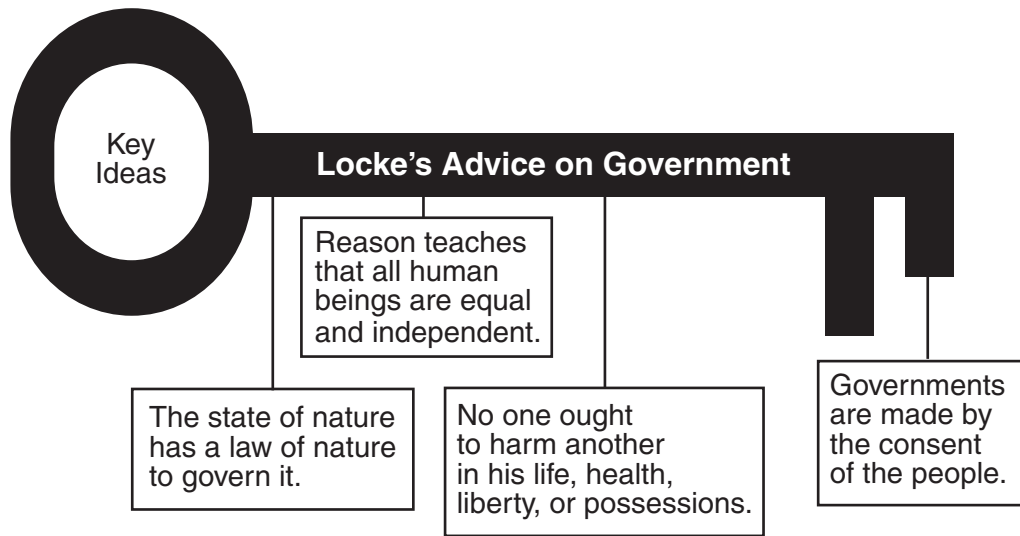 Key
Ideas
Locke's Advice on Government
Reason teaches
that all human
beings are equal
and independent.
The state of nature
has a law of nature
to govern it.
No one ought
to harm another
in his life, health,
liberty, or possessions.
Governments
are made by
the consent
of the people.